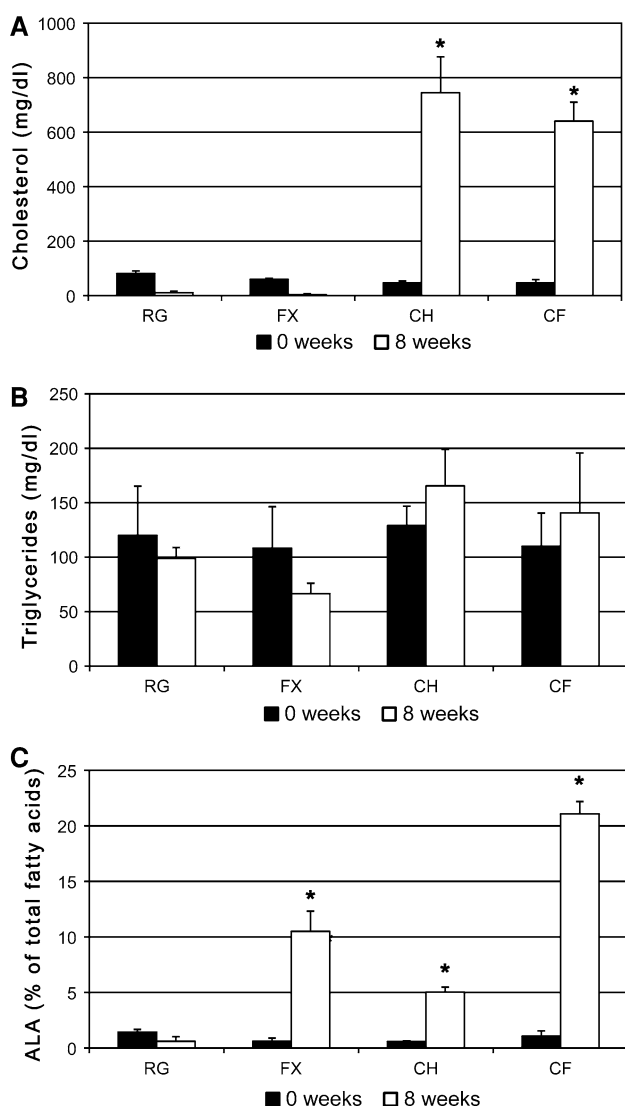 A
Cholesterol (mg/dl)
1000
800
600
400
200
0
* *
RG FX CH CF
0 weeks 8 weeks
B
Triglycerides (mg/dl)
250
200
150
100
50
0
RG FX CH CF
0 weeks 8 weeks
C
ALA (% of total fatty acids)
25
20
15
10
5
0
* * *
RG FX CH CF
0 weeks 8 weeks